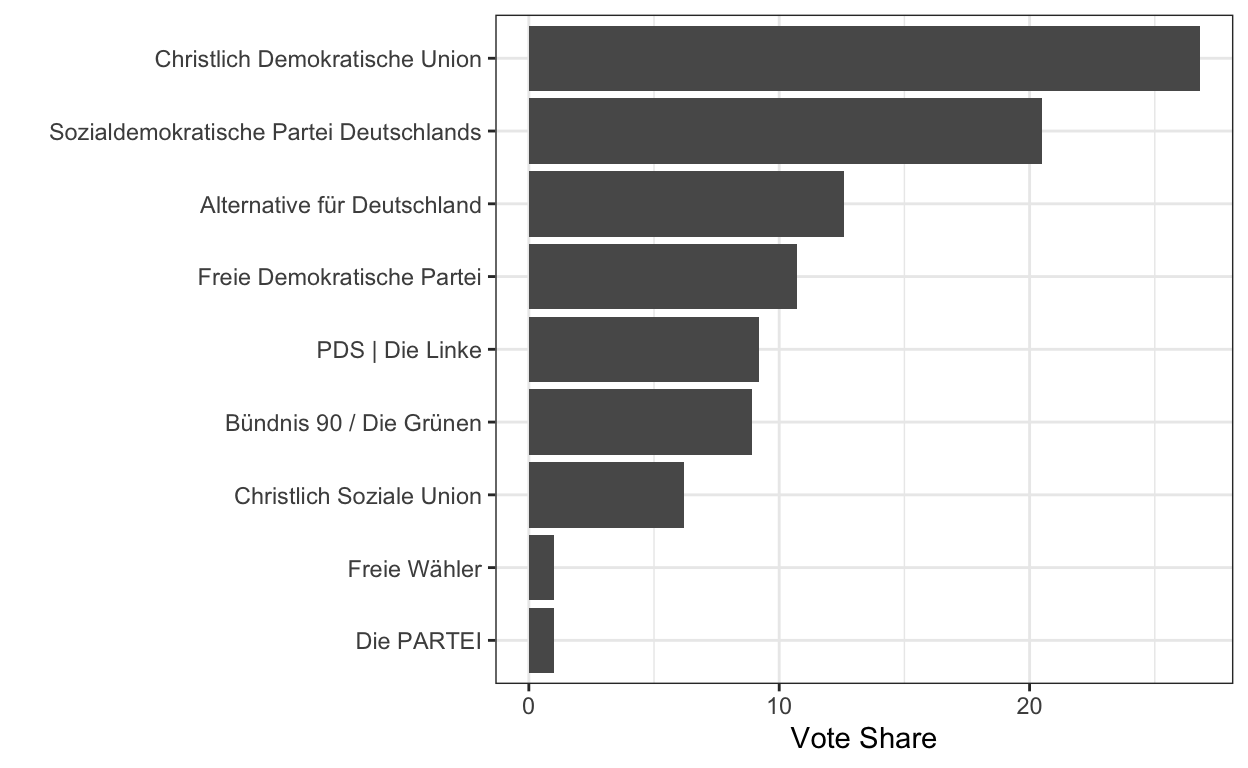 Christlich Demokratische Union
Sozialdemokratische Partei Deutschlands
Alternative für Deutschland
Freie Demokratische Partei
PDS | Die Linke
Bündnis 90 / Die Grünen
Christlich Soziale Union
Freie Wähler
Die PARTEI
0 10 20
Vote Share